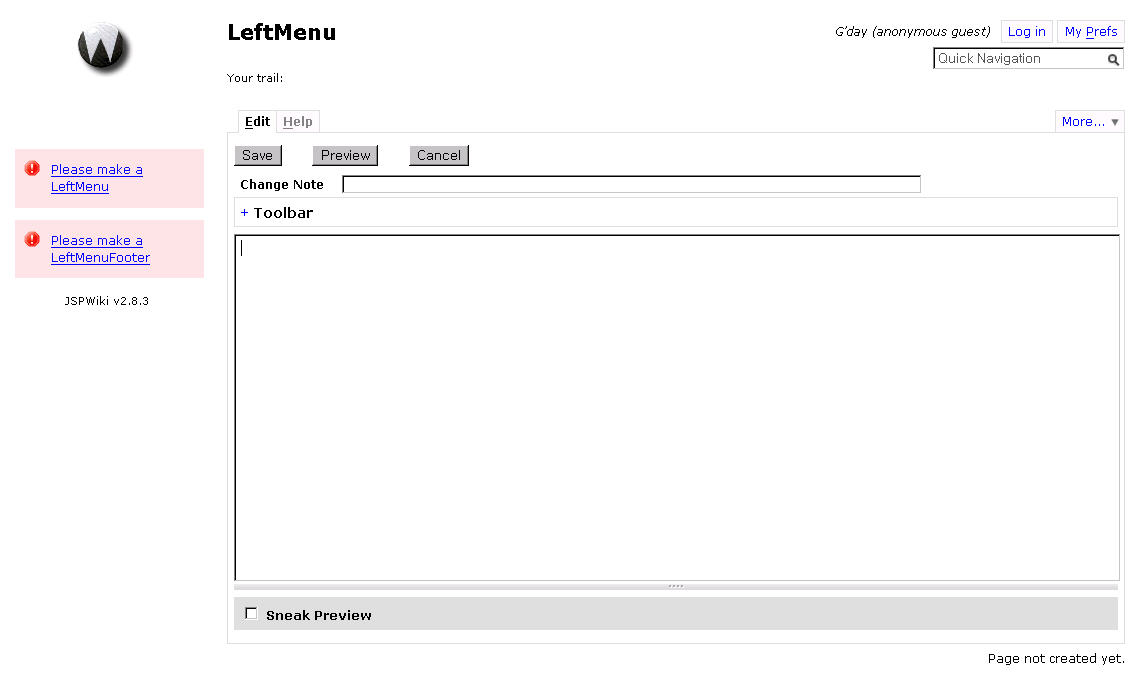 LeftMenu
G'day (anonymous guest) Log in My Prefs
Quick Navigation
Your trail:
Edit Help More...
Save Preview Cancel
Change Note
+ Toolbar
Please make a
LeftMenu
Please make a
LeftMenuFooter
JSPWiki v2.8.3
Sneak Preview
Page not created yet.